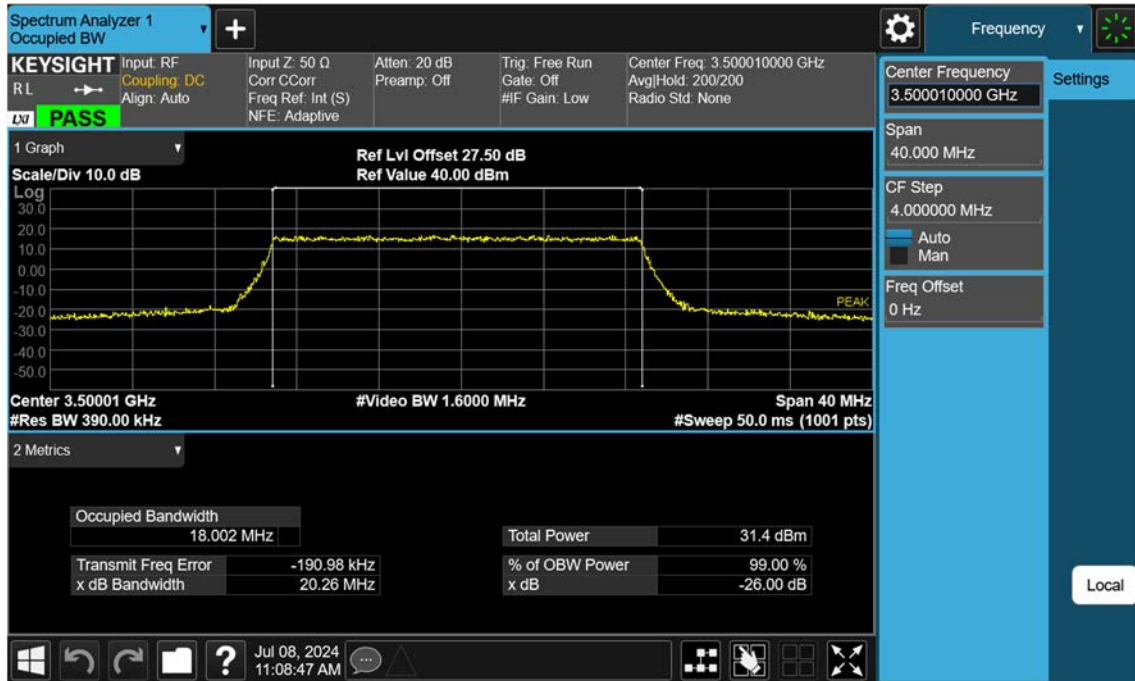 Spectrum Analyzer 1
Occupied BW
+
Frequency
KEYSIGHT
R L
LXI
PASS
Input: RF
Coupling: DC
Align: Auto
Input Z: 50 Ω
Corr CCorr
Freq Ref: Int (S)
NFE: Adaptive
Atten: 20 dB
Preamp: Off
Trig: Free Run
Gate: Off
#IF Gain: Low
Center Freq: 3.500010000 GHz
Avg|Hold: 200/200
Radio Std: None
Center Frequency
3.500010000 GHz
Settings
Span
40.000 MHz
CF Step
4.000000 MHz
Auto
Man
Freq Offset
0 Hz
Local
1 Graph
Scale/Div 10.0 dB
Ref Lvl Offset 27.50 dB
Ref Value 40.00 dBm
Log
30.0
20.0
10.0
0.00
-10.0
-20.0
-30.0
-40.0
-50.0
PEAK
Center 3.50001 GHz
#Video BW 1.6000 MHz
Span 40 MHz
#Res BW 390.00 kHz
#Sweep 50.0 ms (1001 pts)
2 Metrics
Occupied Bandwidth
18.002 MHz
Total Power 31.4 dBm
Transmit Freq Error -190.98 kHz
% of OBW Power 99.00 %
x dB Bandwidth 20.26 MHz
x dB -26.00 dB
?
Jul 08, 2024
11:08:47 AM